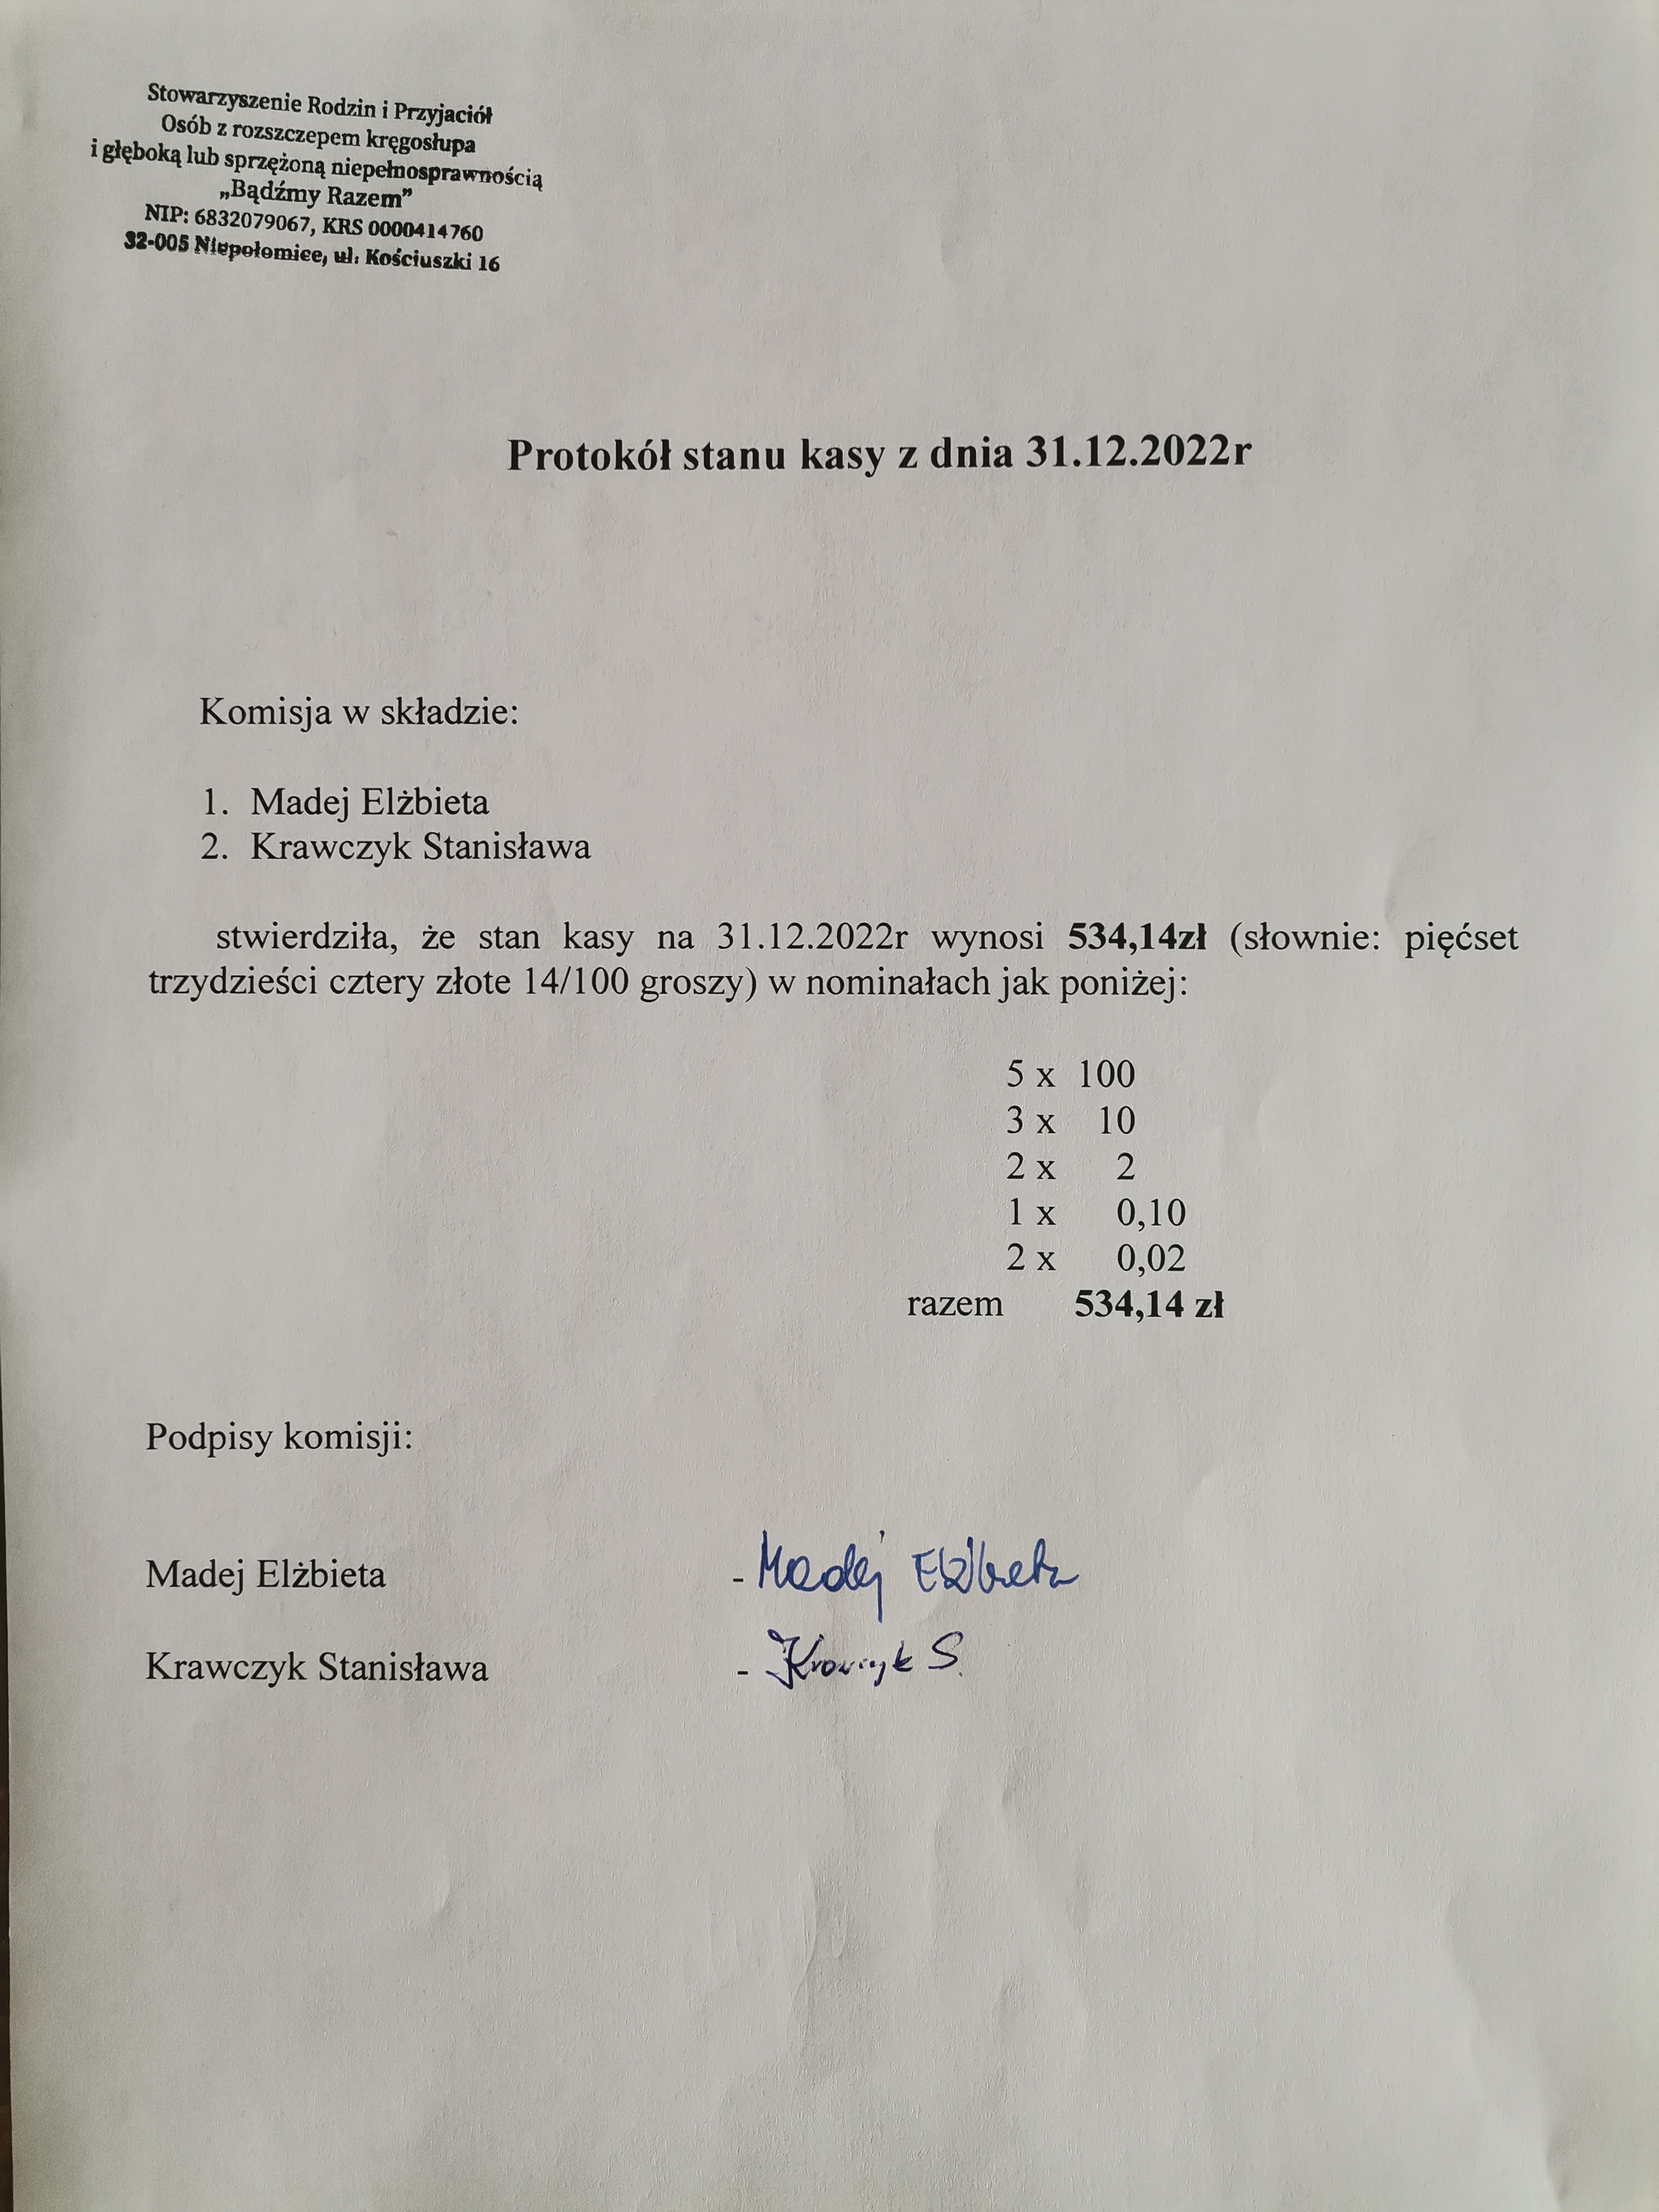 Stowarzyszenie Rodzin i Przyjaciół
Osób z rozszczepem kręgosłupa
i głęboką lub sprzężoną niepełnosprawnością
„Bądźmy Razem”
NIP: 6832079067, KRS 0000414760
32-005 Niepołomice, ul. Kościuszki 16
Protokół stanu kasy z dnia 31.12.2022r
Komisja w składzie:
1. Madej Elżbieta
2. Krawczyk Stanisława
stwierdziła, że stan kasy na 31.12.2022r wynosi 534,14zł (słownie: pięćset
trzydzieści cztery złote 14/100 groszy) w nominałach jak poniżej:
5 x 100
3 x 10
2 x 2
1 x 0,10
2 x 0,02
razem 534,14 zł
Podpisy komisji:
Madej Elżbieta - Madej Elżbieta
Krawczyk Stanisława - Krawczyk S.